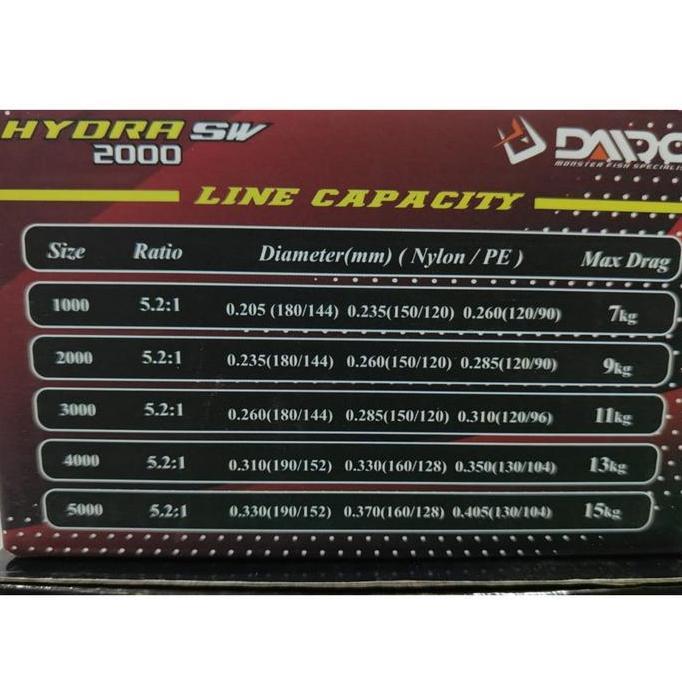 HYDRA SW
2000
DAIDO
MONSTER FISH SPECIALIS
LINE CAPACITY
Size Ratio Diameter(mm) ( Nylon / PE ) Max Drag
1000 5.2:1 0.205 (180/144) 0.235(150/120) 0.260(120/90) 7kg
2000 5.2:1 0.235(180/144) 0.260(150/120) 0.285(120/90) 9kg
3000 5.2:1 0.260(180/144) 0.285(150/120) 0.310(120/96) 11kg
4000 5.2:1 0.310(190/152) 0.330(160/128) 0.350(130/104) 13kg
5000 5.2:1 0.330(190/152) 0.370(160/128) 0.405(130/104) 15kg